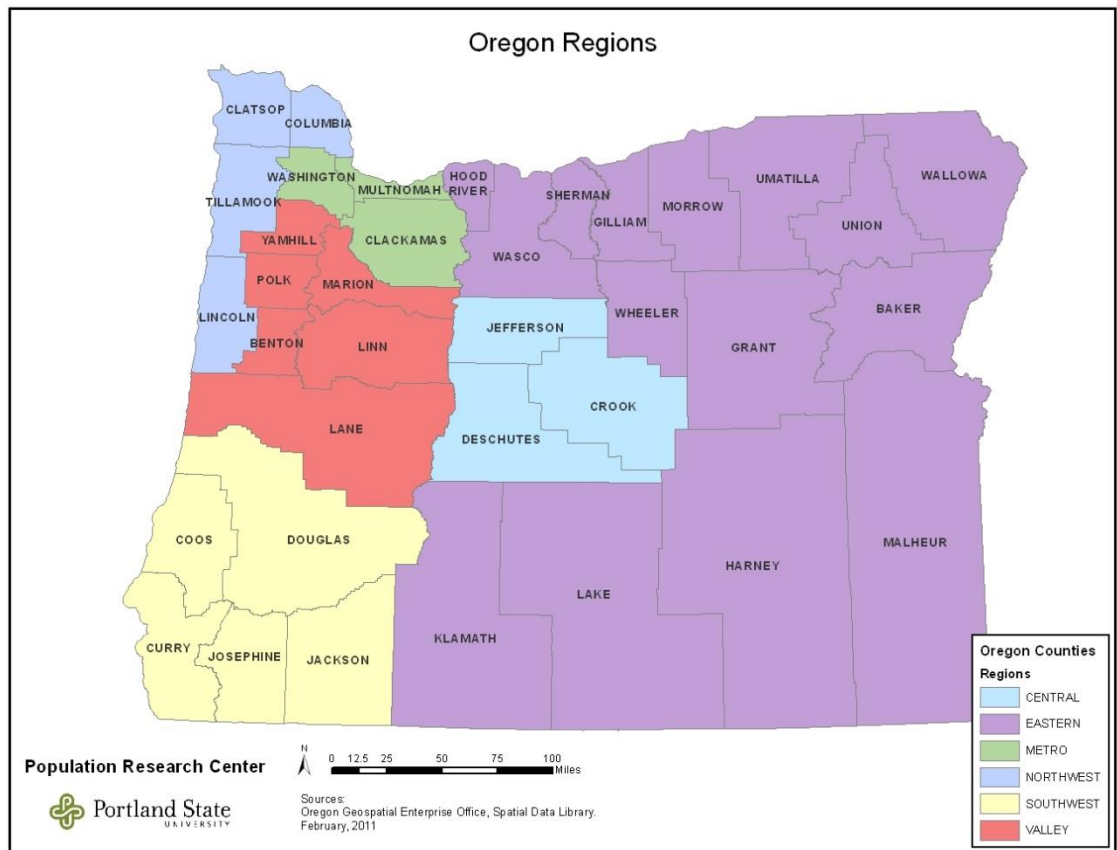 Oregon Regions
CLATSOP
COLUMBIA
WASHINGTON
MULTNOMAH
HOOD
RIVER
SHERMAN
UMATILLA
WALLOWA
TILLAMOOK
GILLIAM
MORROW
UNION
YAMHILL
CLACKAMAS
WASCO
POLK
MARION
LINCOLN
JEFFERSON
WHEELER
BAKER
BENTON
LINN
GRANT
CROOK
LANE
DESCHUTES
COOS
DOUGLAS
MALHEUR
HARNEY
LAKE
KLAMATH
CURRY
JOSEPHINE
JACKSON
Oregon Counties
Regions
CENTRAL
EASTERN
METRO
NORTHWEST
SOUTHWEST
VALLEY
Population Research Center
N
0 12.5 25 50 75 100
Miles
Portland State
UNIVERSITY
Sources:
Oregon Geospatial Enterprise Office, Spatial Data Library.
February, 2011